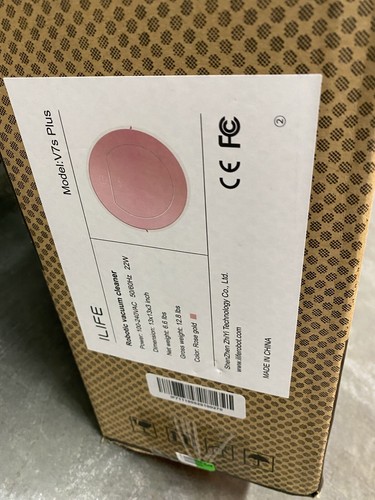 Model:V7s Plus
ILIFE
Robotic vacuum cleaner
Power: 100-240VAC 50/60Hz 22W
Dimension: 13x13x3 inch
Net weight: 6.6 lbs
Gross weight: 12.8 lbs
Color: Rose gold
CE FC
②
ShenZhen ZhiYi Technology Co., Ltd.
www.iliferobot.com
MADE IN CHINA